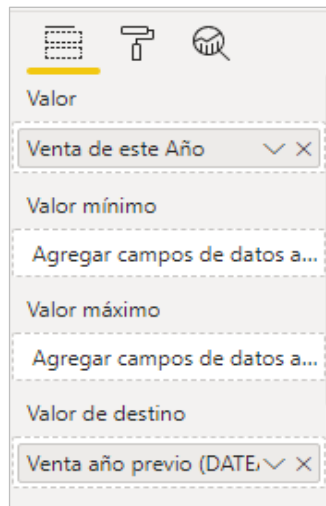 Valor
Venta de este Año
Valor mínimo
Agregar campos de datos a...
Valor máximo
Agregar campos de datos a...
Valor de destino
Venta año previo (DATEA